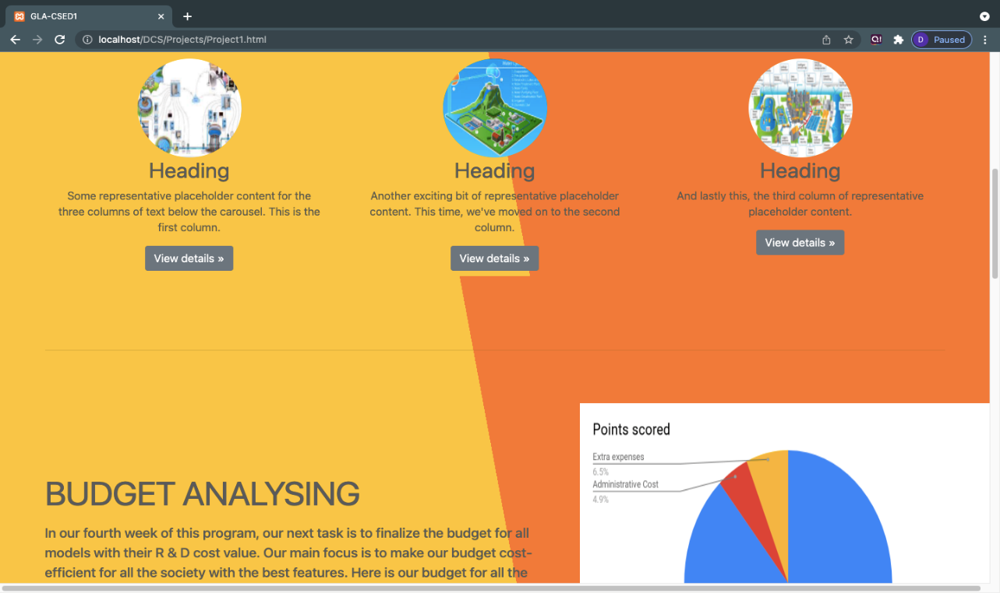 GLA-CSED1
localhost/DCS/Projects/Project1.html
D Paused
Heading
Some representative placeholder content for the
three columns of text below the carousel. This is the
first column.
View details »
Heading
Another exciting bit of representative placeholder
content. This time, we've moved on to the second
column.
View details »
Heading
And lastly this, the third column of representative
placeholder content.
View details »
BUDGET ANALYSING
In our fourth week of this program, our next task is to finalize the budget for all
models with their R & D cost value. Our main focus is to make our budget cost-
efficient for all the society with the best features. Here is our budget for all the
Points scored
Extra expenses
6.5%
Administrative Cost
4.9%